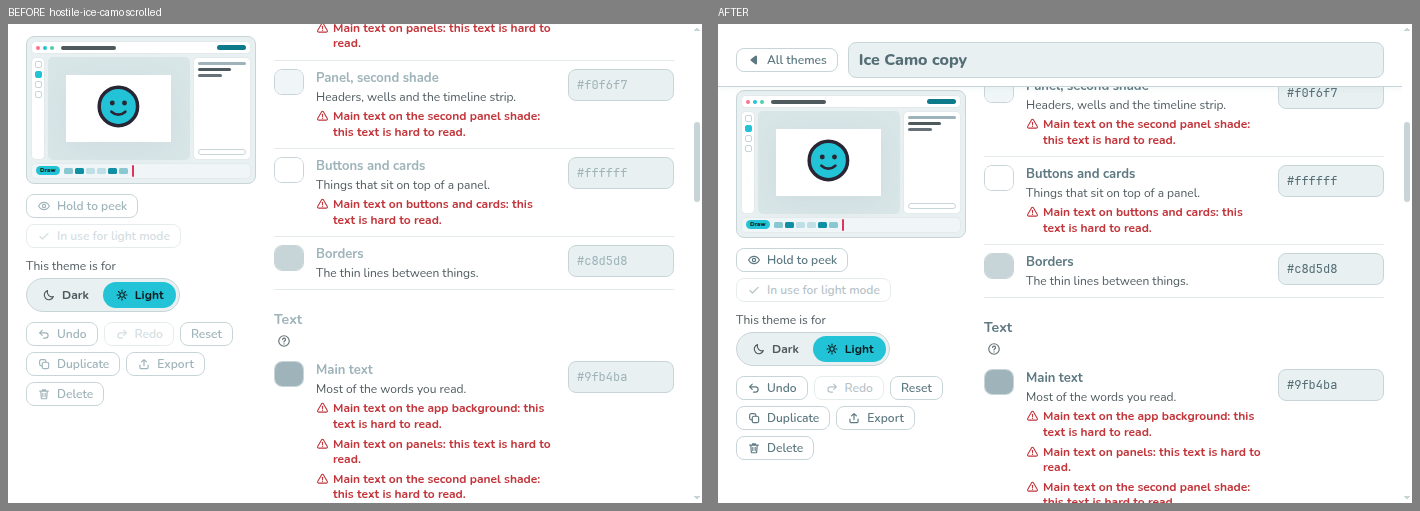 BEFORE hostile-ice-camo scrolled
Main text on panels: this text is hard to
read.
Panel, second shade
#f0f6f7
Headers, wells and the timeline strip.
Main text on the second panel shade:
this text is hard to read.
Draw
Buttons and cards
#ffffff
Things that sit on top of a panel.
Main text on buttons and cards: this
text is hard to read.
Hold to peek
In use for light mode
Borders
#c8d5d8
The thin lines between things.
This theme is for
Dark
Light
Undo
Redo
Reset
Duplicate
Export
Delete
Text
Main text
#9fb4ba
Most of the words you read.
Main text on the app background: this
text is hard to read.
Main text on panels: this text is hard to
read.
Main text on the second panel shade:
this text is hard to read.
AFTER
All themes
Ice Camo copy
Panel, second shade
#f0f6f7
Headers, wells and the timeline strip.
Main text on the second panel shade:
this text is hard to read.
Draw
Buttons and cards
#ffffff
Things that sit on top of a panel.
Main text on buttons and cards: this
text is hard to read.
Hold to peek
In use for light mode
Borders
#c8d5d8
The thin lines between things.
This theme is for
Dark
Light
Undo
Redo
Reset
Duplicate
Export
Delete
Text
Main text
#9fb4ba
Most of the words you read.
Main text on the app background: this
text is hard to read.
Main text on panels: this text is hard to
read.
Main text on the second panel shade:
this text is hard to read.